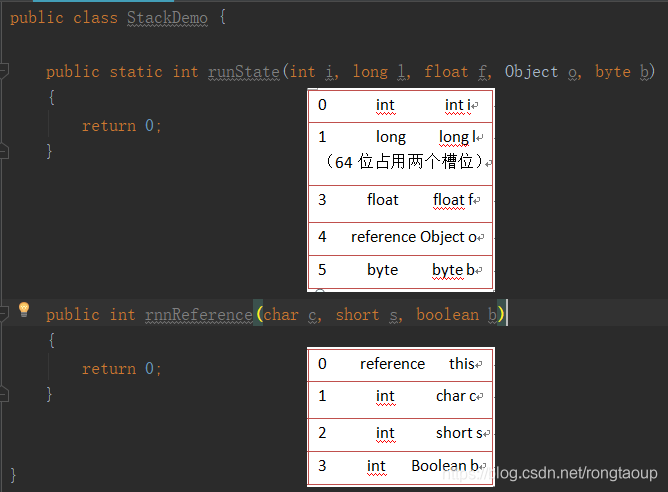 public class StackDemo {
public static int runState(int i, long l, float f, Object o, byte b)
{
return 0;
}
0 int int i
1 long long l
（64 位占用两个槽位）
3 float float f
4 reference Object o
5 byte byte b
public int rnnReference(char c, short s, boolean b)
{
return 0;
}
0 reference this
1 int char c
2 int short s
3 int Boolean b
}
https://blog.csdn.net/rongtaoup